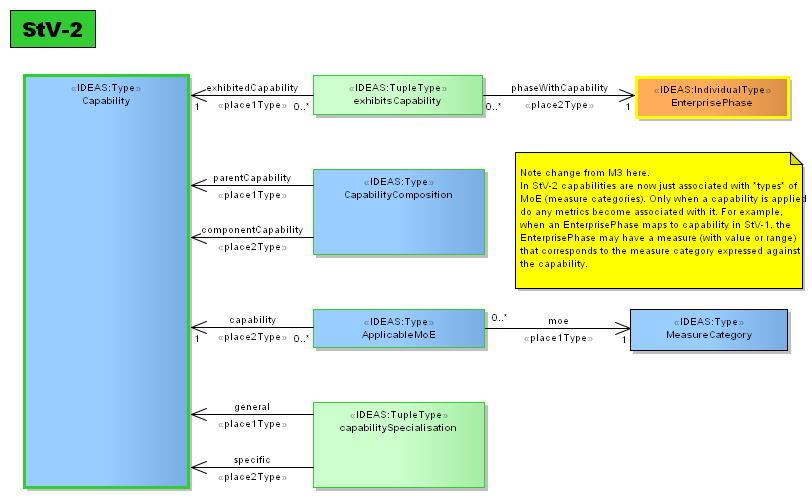 StV-2
«IDEAS:Type»
Capability
exhibitedCapability
«place1Type»
1
0..*
«IDEAS:TupleType»
exhibitsCapability
phaseWithCapability
«place2Type»
0..*
1
«IDEAS:IndividualType»
EnterprisePhase
parentCapability
«place1Type»
«IDEAS:Type»
CapabilityComposition
componentCapability
«place2Type»
Note change from M3 here.
In StV-2 capabilities are now just associated with *types* of
MoE (measure categories). Only when a capability is applied
do any metrics become associated with it. For example,
when an EnterprisePhase maps to capability in StV-1, the
EnterprisePhase may have a measure (with value or range)
that corresponds to the measure category expressed against
the capability.
capability
«place2Type»
1
0..*
«IDEAS:Type»
ApplicableMoE
0..*
moe
«place1Type»
1
«IDEAS:Type»
MeasureCategory
general
«place1Type»
«IDEAS:TupleType»
capabilitySpecialisation
specific
«place2Type»